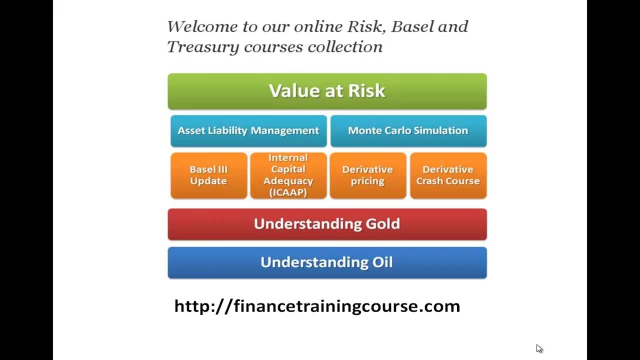 Welcome to our online Risk, Basel and
Treasury courses collection
Value at Risk
Asset Liability Management
Monte Carlo Simulation
Basel III
Update
Internal
Capital
Adequacy
(ICAAP)
Derivative
pricing
Derivative
Crash Course
Understanding Gold
Understanding Oil
http://financetrainingcourse.com